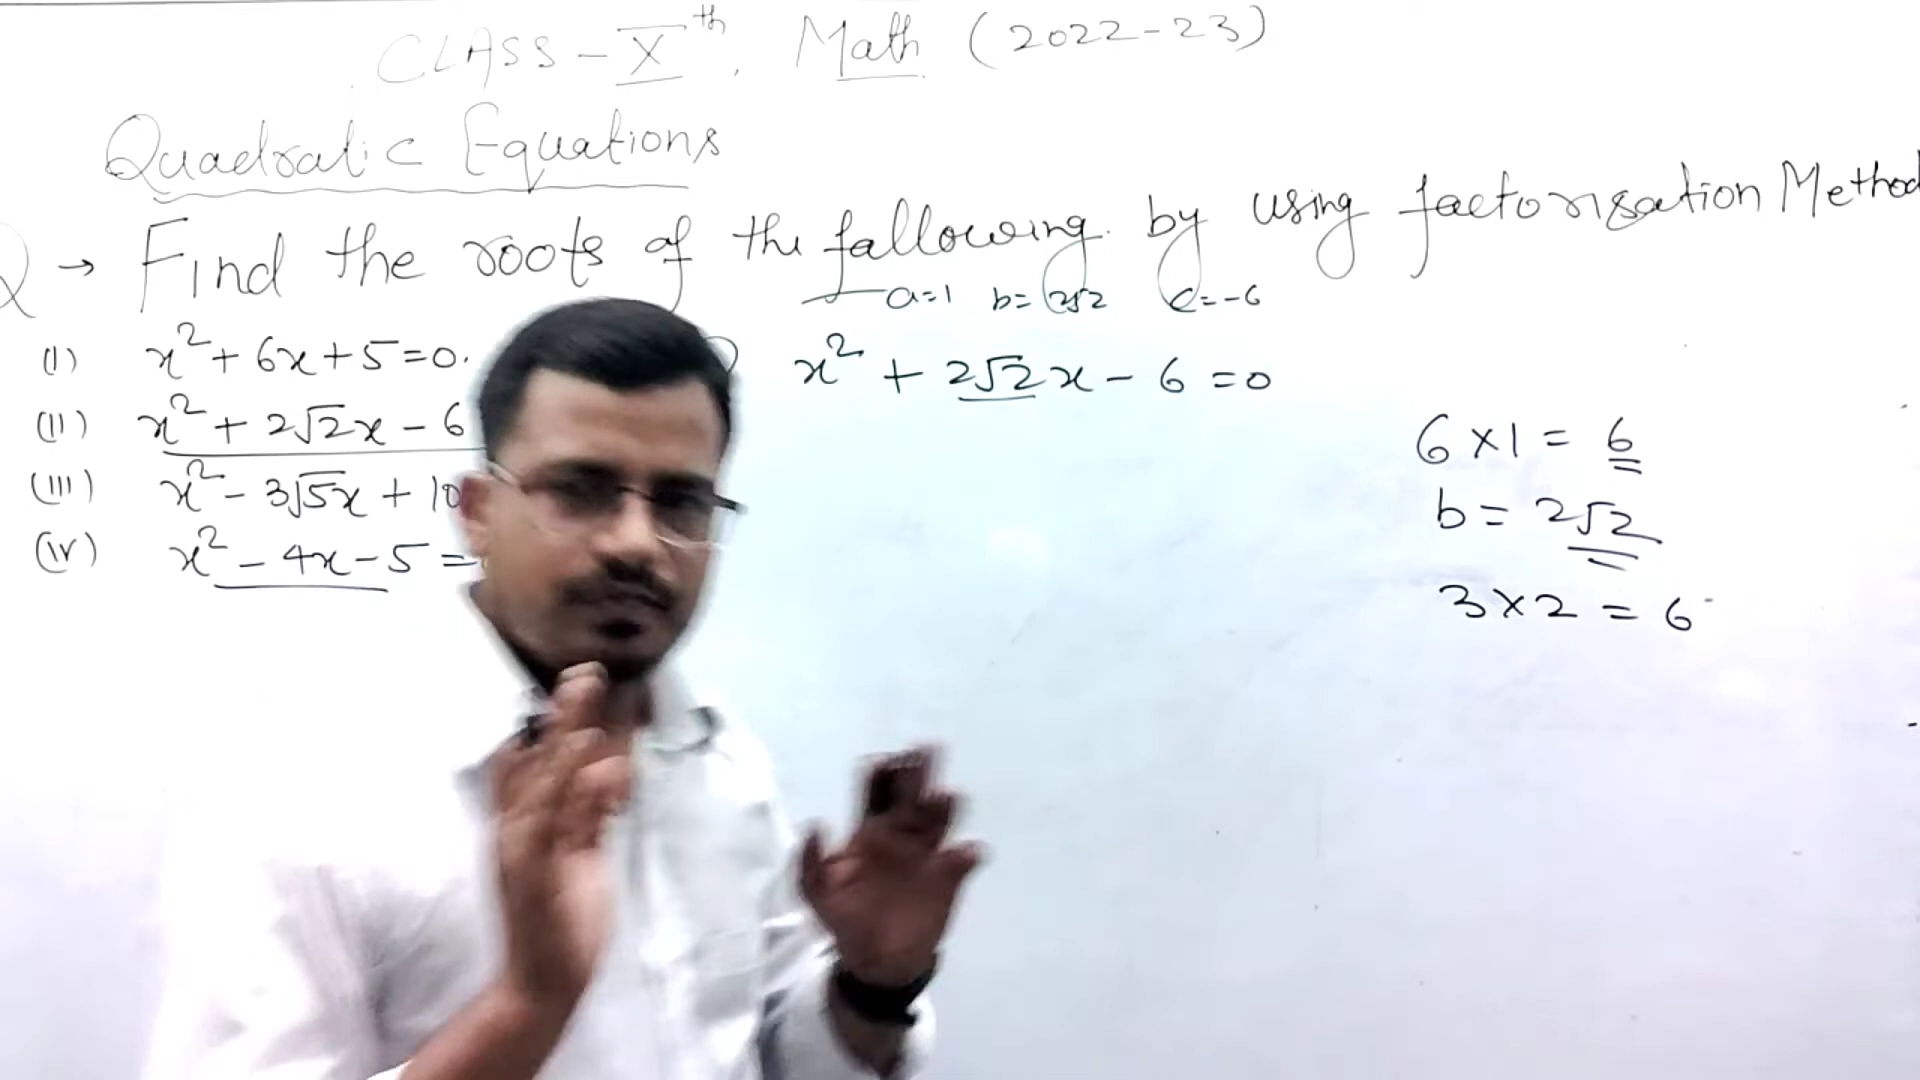 CLASS - Xth, Math (2022-23)
Quadratic Equations
Q → Find the roots of the fallowing by using factorisation Method
a=1 b=2√2 c=-6
(I) x² + 6x + 5 = 0.
(II) x² + 2√2x - 6
(III) x² - 3√5x + 10
(IV) x² - 4x - 5 =
x² + 2√2x - 6 = 0
6 x 1 = 6
b = 2√2
3 x 2 = 6